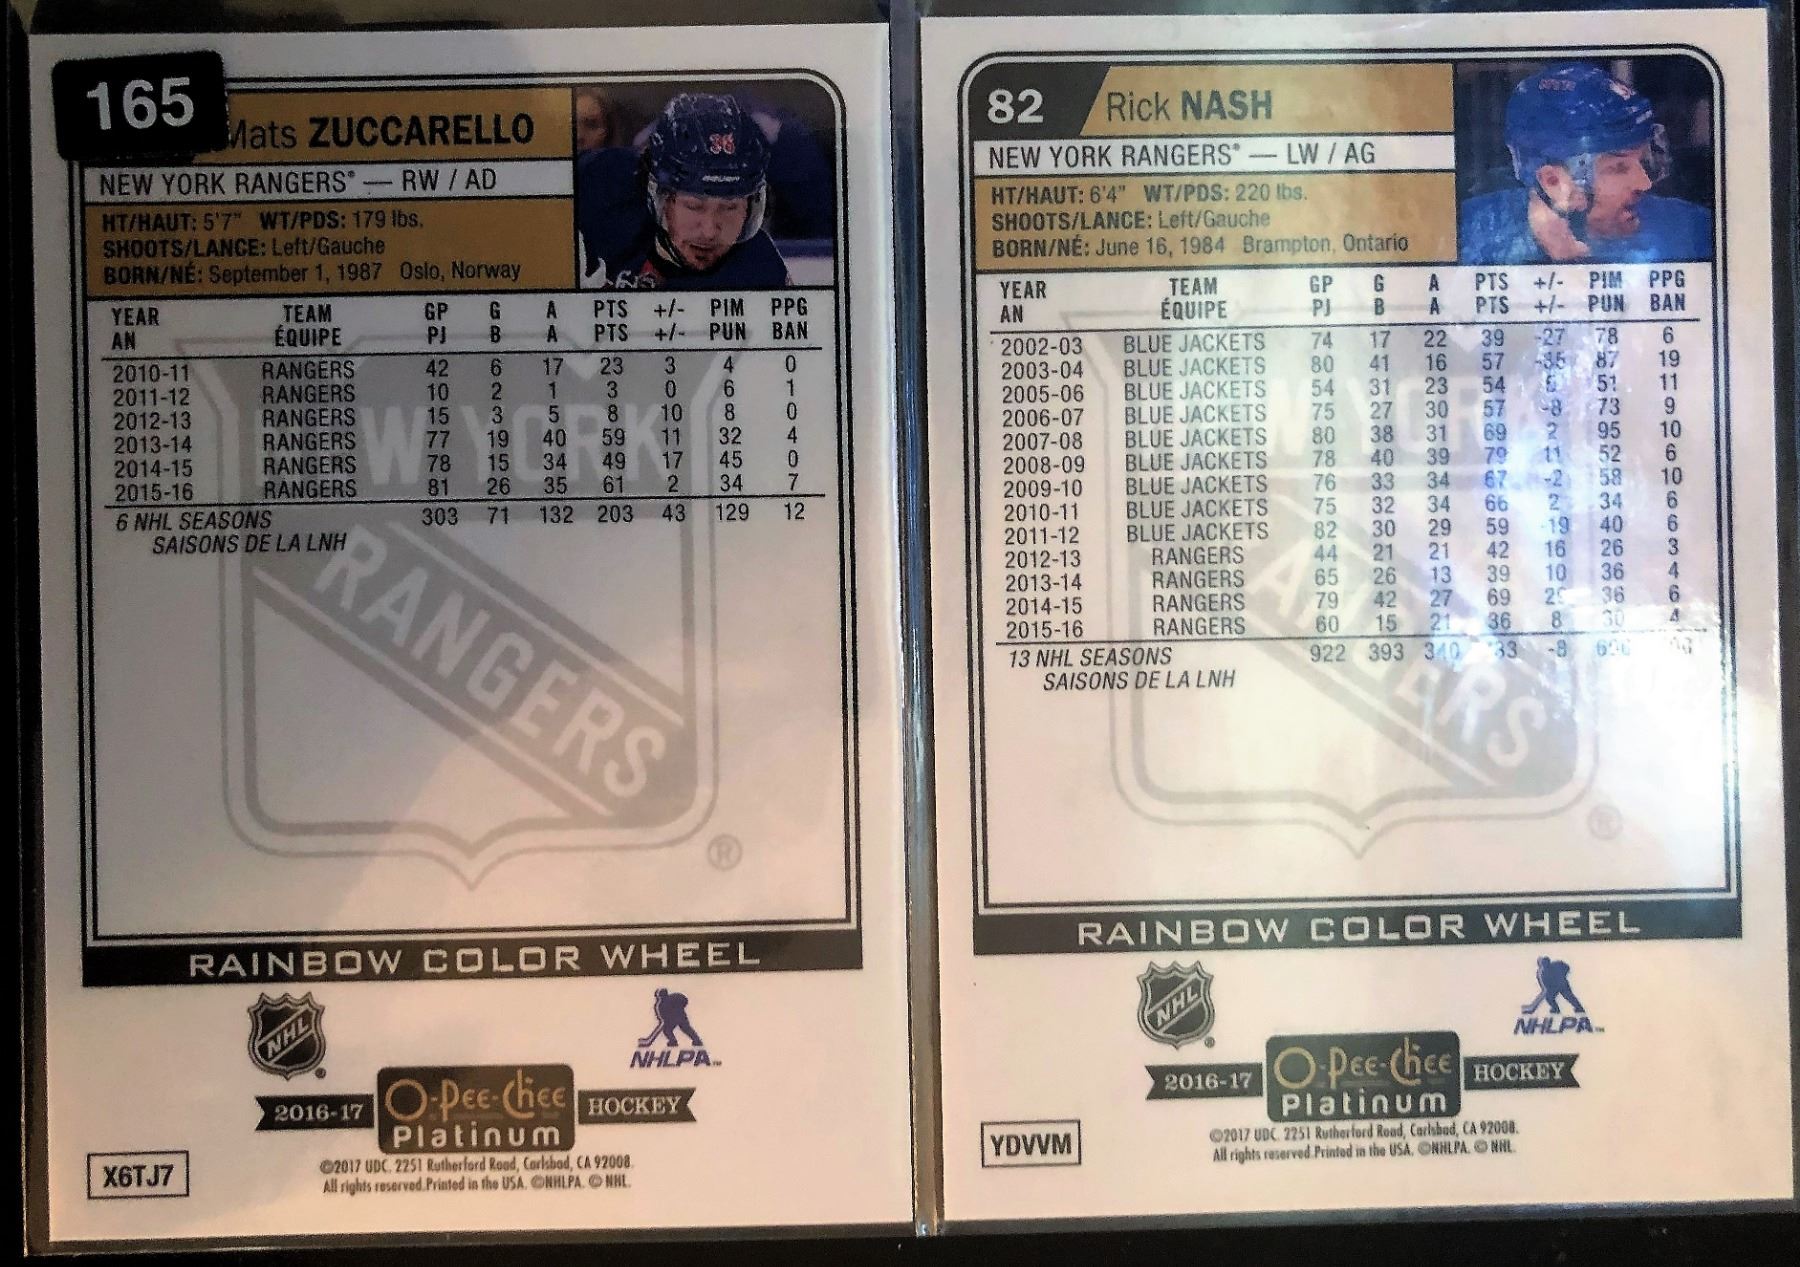 165
Mats ZUCCARELLO
NEW YORK RANGERS® — RW / AD
HT/HAUT: 5'7" WT/PDS: 179 lbs.
SHOOTS/LANCE: Left/Gauche
BORN/NÉ: September 1, 1987 Oslo, Norway
YEAR TEAM GP G A PTS +/- PIM PPG
AN ÉQUIPE PJ B A PTS +/- PUN BAN
2010-11 RANGERS 42 6 17 23 3 4 0
2011-12 RANGERS 10 2 1 3 0 6 1
2012-13 RANGERS 15 3 5 8 10 8 0
2013-14 RANGERS 77 19 40 59 11 32 4
2014-15 RANGERS 78 15 34 49 17 45 0
2015-16 RANGERS 81 26 35 61 2 34 7
6 NHL SEASONS 303 71 132 203 43 129 12
SAISONS DE LA LNH
NEW YORK
RANGERS
®
RAINBOW COLOR WHEEL
NHL
NHLPA™
2016-17 O-Pee-Chee HOCKEY
Platinum
©2017 UDC. 2251 Rutherford Road, Carlsbad, CA 92008.
All rights reserved. Printed in the USA. ©NHLPA. © NHL.
X6TJ7
82 Rick NASH
NEW YORK RANGERS® — LW / AG
HT/HAUT: 6'4" WT/PDS: 220 lbs.
SHOOTS/LANCE: Left/Gauche
BORN/NÉ: June 16, 1984 Brampton, Ontario
YEAR TEAM GP G A PTS +/- PIM PPG
AN ÉQUIPE PJ B A PTS +/- PUN BAN
2002-03 BLUE JACKETS 74 17 22 39 -27 78 6
2003-04 BLUE JACKETS 80 41 16 57 -35 87 19
2005-06 BLUE JACKETS 54 31 23 54 51 11
2006-07 BLUE JACKETS 75 27 30 57 -8 73 9
2007-08 BLUE JACKETS 80 38 31 69 2 95 10
2008-09 BLUE JACKETS 78 40 39 79 11 52 6
2009-10 BLUE JACKETS 76 33 34 67 -2 58 10
2010-11 BLUE JACKETS 75 32 34 66 2 34 6
2011-12 BLUE JACKETS 82 30 29 59 -19 40 6
2012-13 RANGERS 44 21 21 42 16 26 3
2013-14 RANGERS 65 26 13 39 10 36 4
2014-15 RANGERS 79 42 27 69 36 6
2015-16 RANGERS 60 15 21 36 8 30 4
13 NHL SEASONS 922 393 340 -8
SAISONS DE LA LNH
RANGERS
®
RAINBOW COLOR WHEEL
NHL
NHLPA™
2016-17 O-Pee-Chee HOCKEY
Platinum
©2017 UDC. 2251 Rutherford Road, Carlsbad, CA 92008.
All rights reserved. Printed in the USA. ©NHLPA. © NHL.
YDVVM